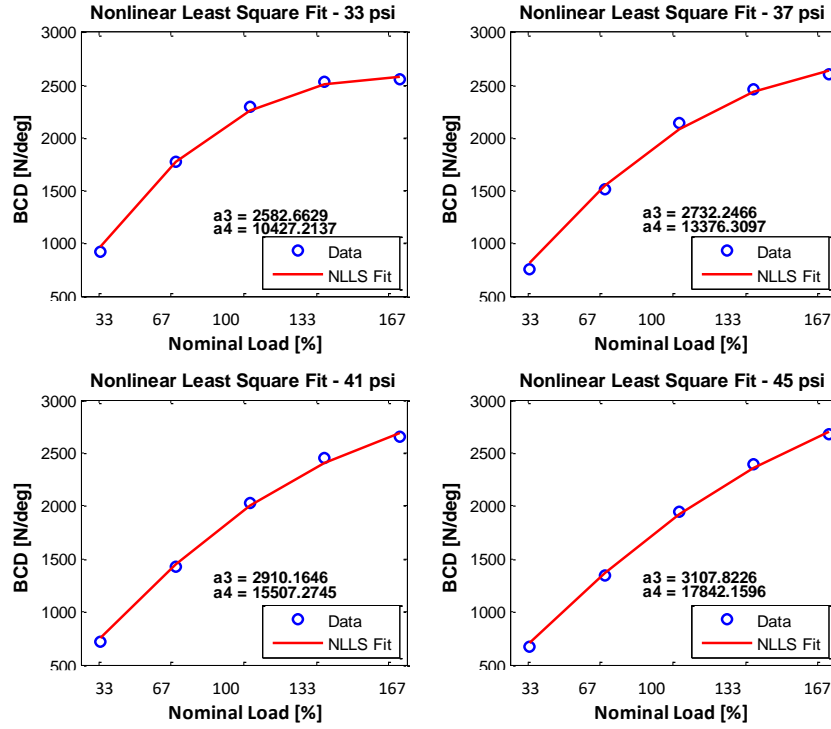 Nonlinear Least Square Fit - 33 psi
3000
2500
2000
1500
1000
500
BCD [N/deg]
a3 = 2582.6629
a4 = 10427.2137
Data
NLLS Fit
33 67 100 133 167
Nominal Load [%]
Nonlinear Least Square Fit - 37 psi
3000
2500
2000
1500
1000
500
BCD [N/deg]
a3 = 2732.2466
a4 = 13376.3097
Data
NLLS Fit
33 67 100 133 167
Nominal Load [%]
Nonlinear Least Square Fit - 41 psi
3000
2500
2000
1500
1000
500
BCD [N/deg]
a3 = 2910.1646
a4 = 15507.2745
Data
NLLS Fit
33 67 100 133 167
Nominal Load [%]
Nonlinear Least Square Fit - 45 psi
3000
2500
2000
1500
1000
500
BCD [N/deg]
a3 = 3107.8226
a4 = 17842.1596
Data
NLLS Fit
33 67 100 133 167
Nominal Load [%]